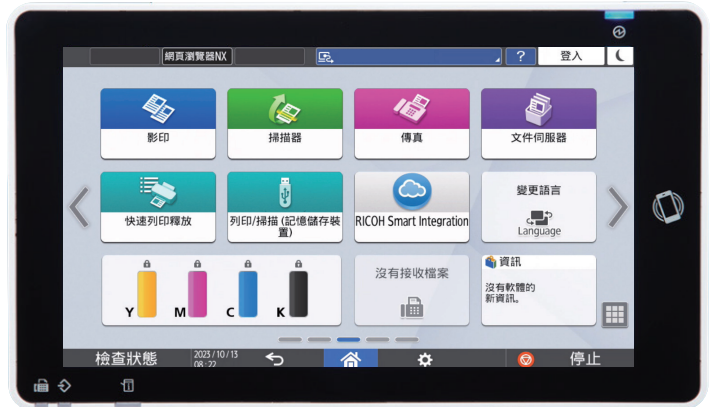 網頁瀏覽器NX
?
登入
影印
掃描器
傳真
文件伺服器
快速列印釋放
列印/掃描 (記憶儲存裝
置)
RICOH Smart Integration
變更語言
Language
Y
M
C
K
沒有接收檔案
資訊
沒有軟體的
新資訊。
檢查狀態
2023/10/13
08:22
停止